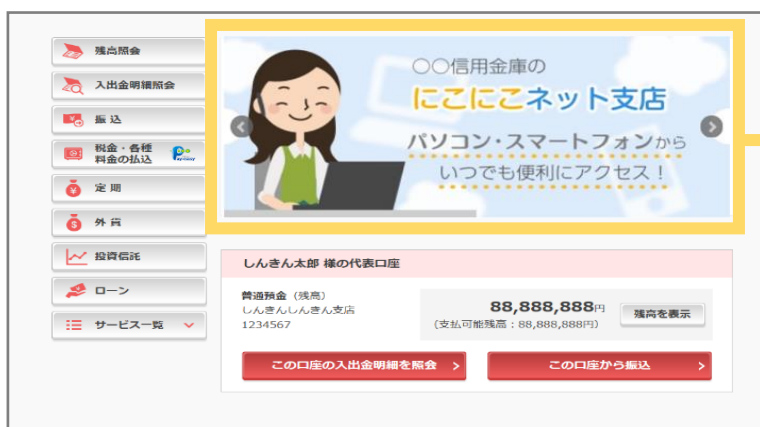 残高照会
入出金明細照会
振込
税金・各種
料金の払込
定期
外貨
投資信託
ローン
サービス一覧
○○信用金庫の
にこにこネット支店
パソコン・スマートフォンから
いつでも便利にアクセス！
しんきん太郎 様の代表口座
普通預金（残高）
しんきんしんきん支店
1234567
88,888,888円
（支払可能残高：88,888,888円）
残高を表示
この口座の入出金明細を照会
この口座から振込